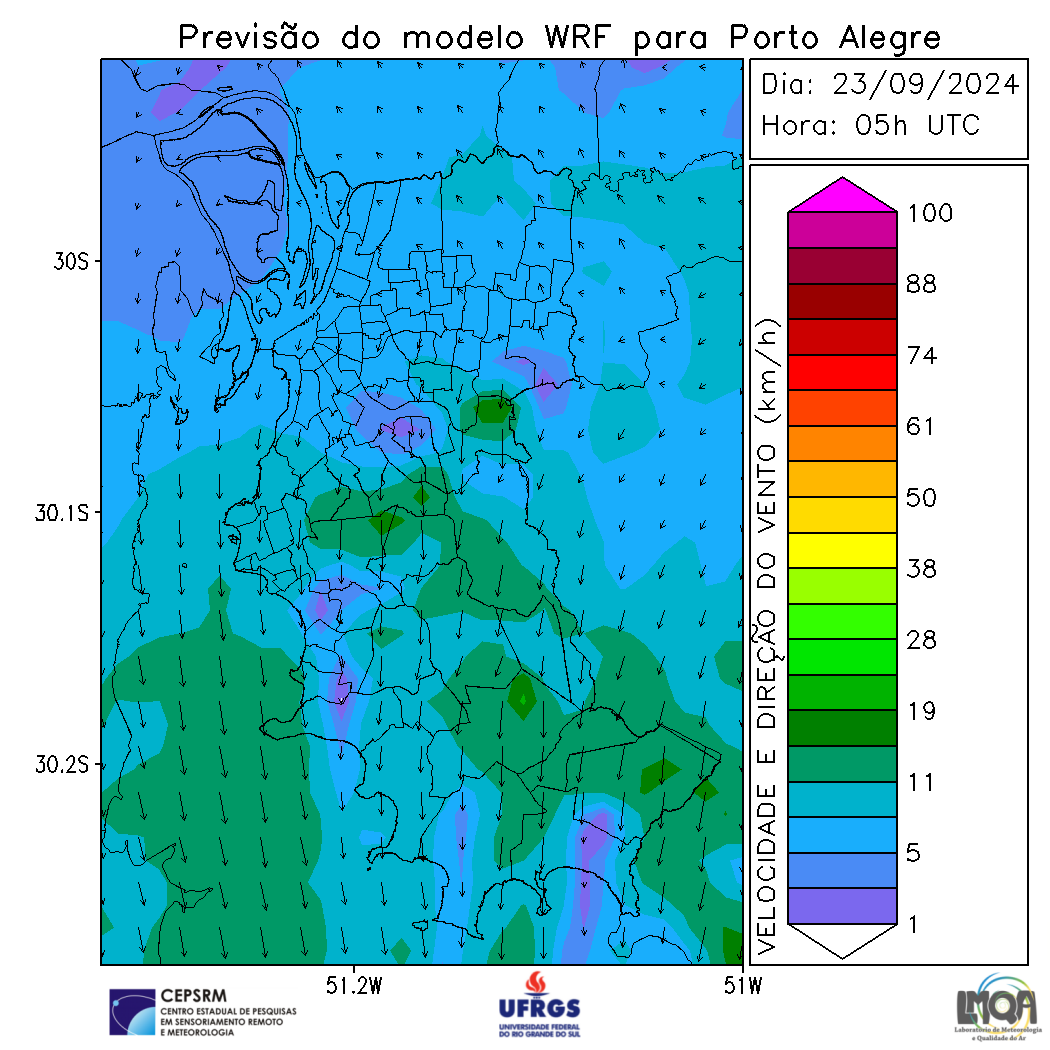 Previsão do modelo WRF para Porto Alegre
Dia: 23/09/2024
Hora: 05h UTC
30S
30.1S
30.2S
51.2W
51W
VELOCIDADE E DIREÇÃO DO VENTO (km/h)
100
88
74
61
50
38
28
19
11
5
1
CEPSRM
CENTRO ESTADUAL DE PESQUISAS
EM SENSORIAMENTO REMOTO
E METEOROLOGIA
UFRGS
UNIVERSIDADE FEDERAL
DO RIO GRANDE DO SUL
LMQA
Laboratório de Meteorologia
e Qualidade do Ar